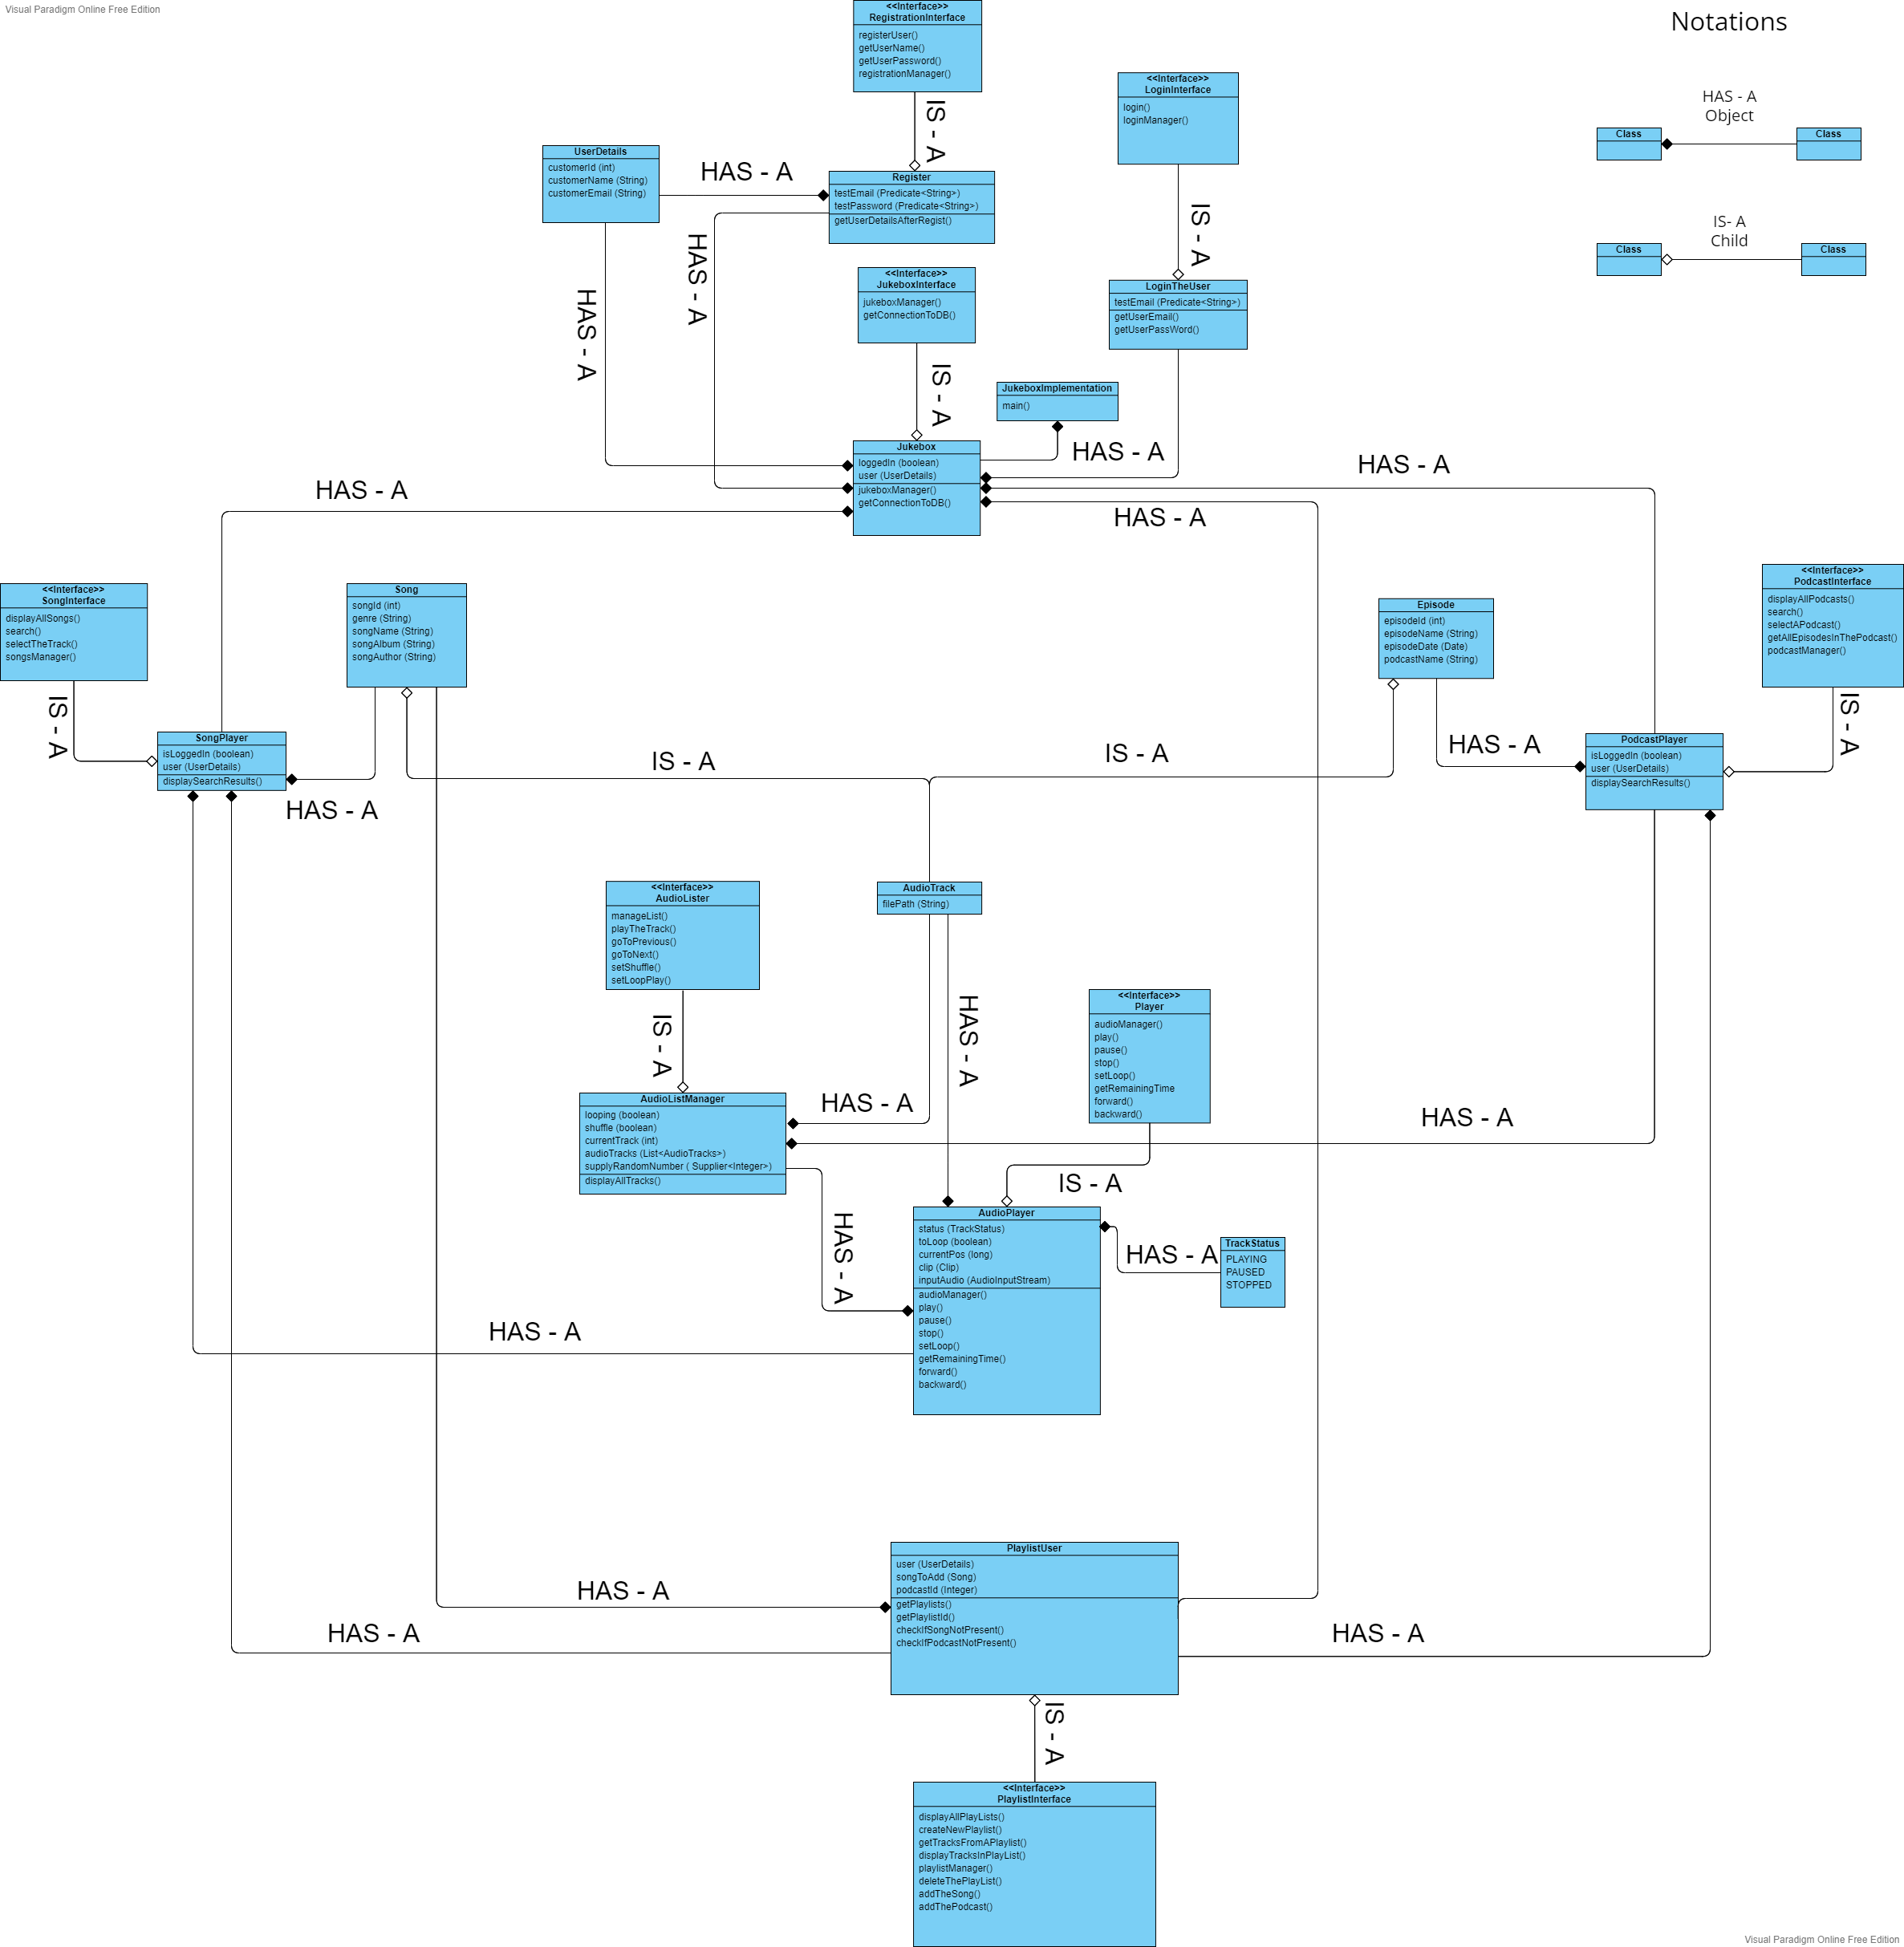 Visual Paradigm Online Free Edition
Notations
<<Interface>>
RegistrationInterface
registerUser()
getUserName()
getUserPassword()
registrationManager()
IS - A
<<Interface>>
LoginInterface
login()
loginManager()
IS - A
HAS - A
Object
Class
Class
IS- A
Child
Class
Class
UserDetails
customerId (int)
customerName (String)
customerEmail (String)
HAS - A
Register
testEmail (Predicate<String>)
testPassword (Predicate<String>)
getUserDetailsAfterRegist()
HAS - A
HAS - A
<<Interface>>
JukeboxInterface
jukeboxManager()
getConnectionToDB()
IS - A
LoginTheUser
testEmail (Predicate<String>)
getUserEmail()
getUserPassWord()
JukeboxImplementation
main()
HAS - A
Jukebox
loggedIn (boolean)
user (UserDetails)
jukeboxManager()
getConnectionToDB()
HAS - A
HAS - A
HAS - A
<<Interface>>
SongInterface
displayAllSongs()
search()
selectTheTrack()
songsManager()
IS - A
Song
songId (int)
genre (String)
songName (String)
songAlbum (String)
songAuthor (String)
Episode
episodeId (int)
episodeName (String)
episodeDate (Date)
podcastName (String)
<<Interface>>
PodcastInterface
displayAllPodcasts()
search()
selectAPodcast()
getAllEpisodesInThePodcast()
podcastManager()
IS - A
SongPlayer
isLoggedIn (boolean)
user (UserDetails)
displaySearchResults()
HAS - A
IS - A
IS - A
HAS - A
PodcastPlayer
isLoggedIn (boolean)
user (UserDetails)
displaySearchResults()
<<Interface>>
AudioLister
manageList()
playTheTrack()
goToPrevious()
goToNext()
setShuffle()
setLoopPlay()
IS - A
AudioTrack
filePath (String)
HAS - A
<<Interface>>
Player
audioManager()
play()
pause()
stop()
setLoop()
getRemainingTime
forward()
backward()
IS - A
AudioListManager
looping (boolean)
shuffle (boolean)
currentTrack (int)
audioTracks (List<AudioTracks>)
supplyRandomNumber ( Supplier<Integer>)
displayAllTracks()
HAS - A
HAS - A
HAS - A
AudioPlayer
status (TrackStatus)
toLoop (boolean)
currentPos (long)
clip (Clip)
inputAudio (AudioInputStream)
audioManager()
play()
pause()
stop()
setLoop()
getRemainingTime()
forward()
backward()
HAS - A
TrackStatus
PLAYING
PAUSED
STOPPED
HAS - A
PlaylistUser
user (UserDetails)
songToAdd (Song)
podcastId (Integer)
getPlaylists()
getPlaylistId()
checkIfSongNotPresent()
checkIfPodcastNotPresent()
HAS - A
HAS - A
HAS - A
IS - A
<<Interface>>
PlaylistInterface
displayAllPlayLists()
createNewPlaylist()
getTracksFromAPlaylist()
displayTracksInPlayList()
playlistManager()
deleteThePlayList()
addTheSong()
addThePodcast()
Visual Paradigm Online Free Edition